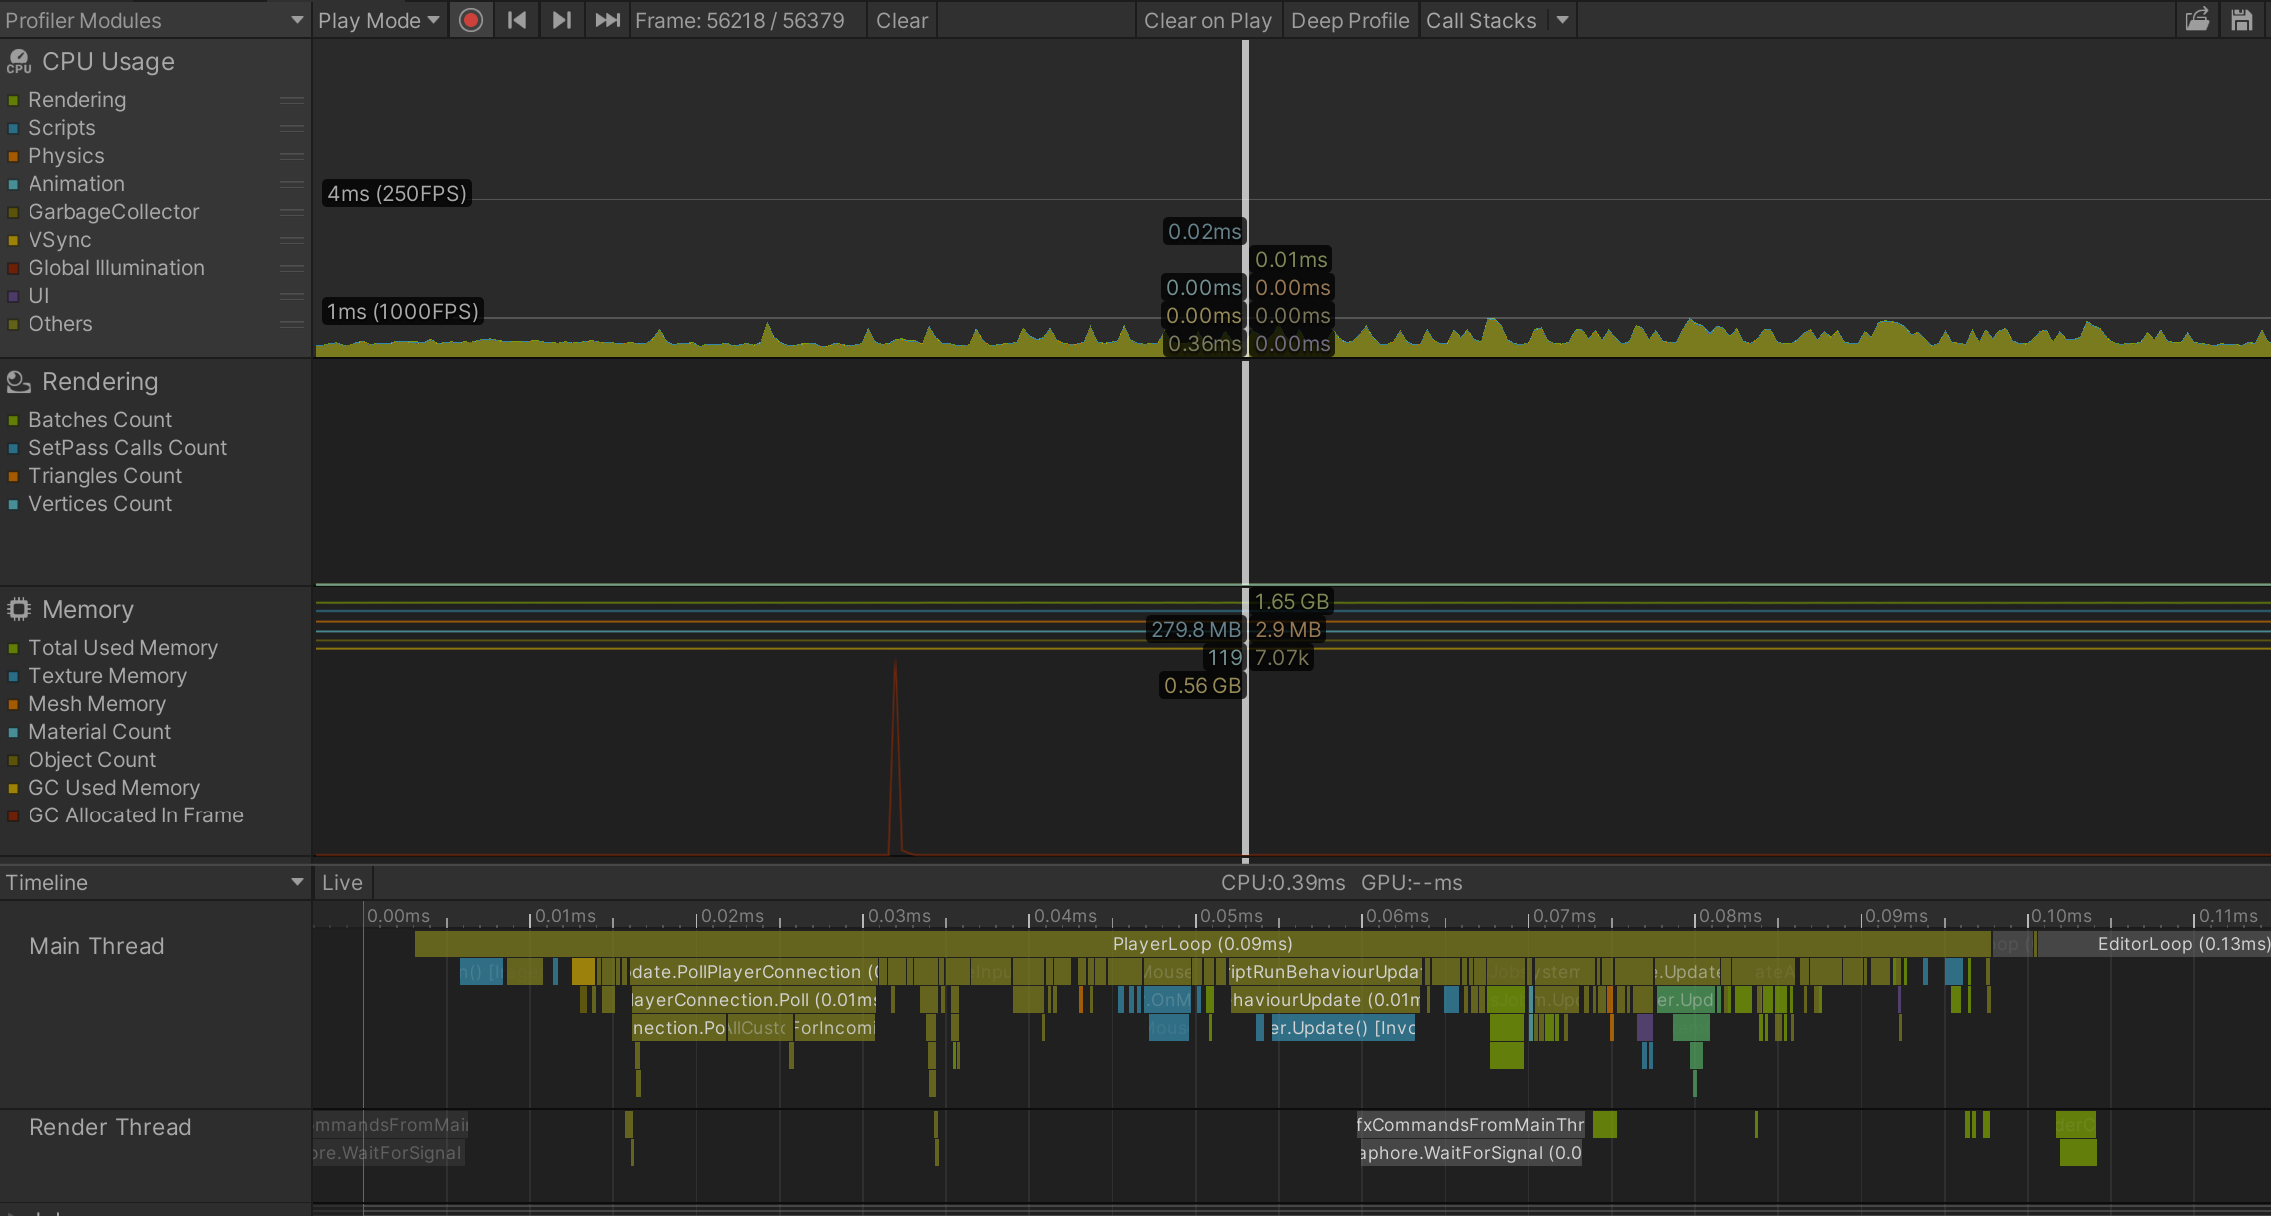 Profiler Modules
Play Mode
Frame: 56218 / 56379
Clear
Clear on Play
Deep Profile
Call Stacks
CPU Usage
Rendering
Scripts
Physics
Animation
GarbageCollector
VSync
Global Illumination
UI
Others
4ms (250FPS)
1ms (1000FPS)
0.02ms
0.01ms
0.00ms
0.00ms
0.00ms
0.00ms
0.36ms
0.00ms
Rendering
Batches Count
SetPass Calls Count
Triangles Count
Vertices Count
Memory
Total Used Memory
Texture Memory
Mesh Memory
Material Count
Object Count
GC Used Memory
GC Allocated In Frame
1.65 GB
279.8 MB
2.9 MB
119
7.07k
0.56 GB
Timeline
Live
CPU:0.39ms GPU:--ms
0.00ms
0.01ms
0.02ms
0.03ms
0.04ms
0.05ms
0.06ms
0.07ms
0.08ms
0.09ms
0.10ms
0.11ms
Main Thread
PlayerLoop (0.09ms)
EditorLoop (0.13ms)
date.PollPlayerConnection (
Mouse
iptRunBehaviourUpda
.Update
layerConnection.Poll (0.01ms
.OnM
haviourUpdate (0.01m
er.Upd
nection.Po
ForIncomi
er.Update() [Invo
Render Thread
mmandsFromMai
ore.WaitForSignal
fxCommandsFromMainThr
aphore.WaitForSignal (0.0